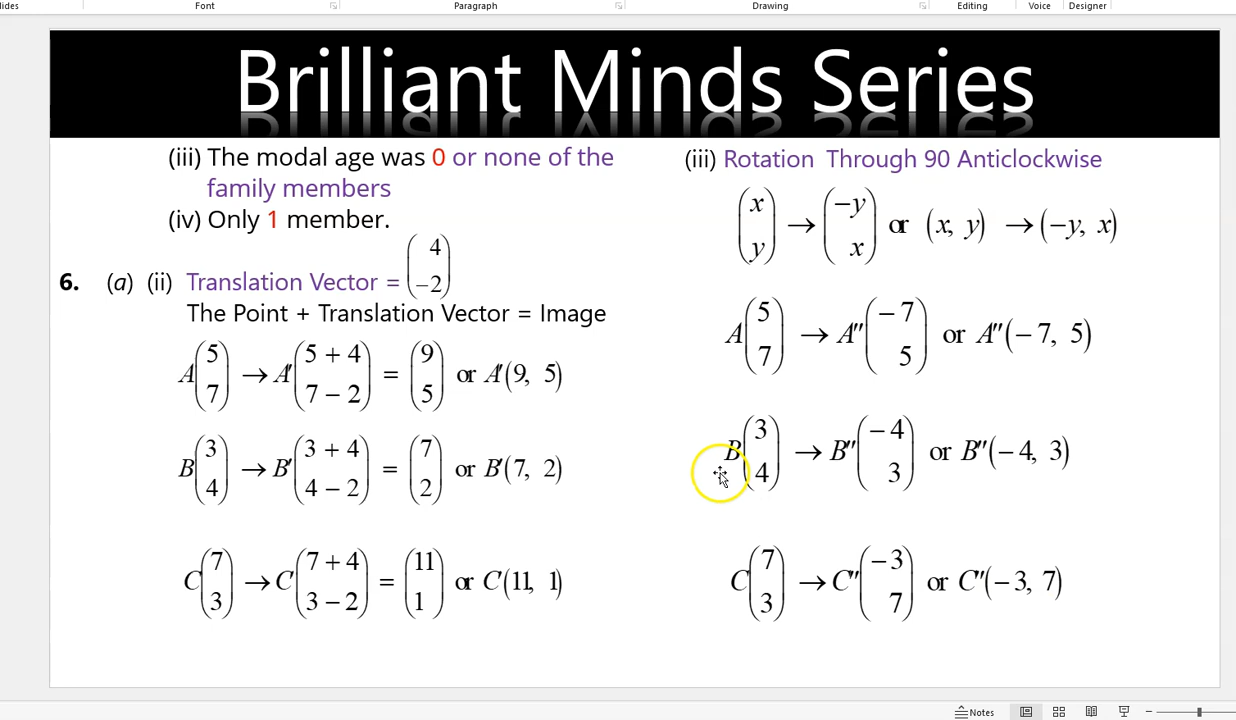 lides Font Paragraph Drawing Editing Voice Designer
Brilliant Minds Series
(iii) The modal age was 0 or none of the
family members
(iv) Only 1 member.
6. (a) (ii) Translation Vector = (4 −2)
The Point + Translation Vector = Image
A(5 7) → A′(5 + 4 7 − 2) = (9 5) or A′(9, 5)
B(3 4) → B′(3 + 4 4 − 2) = (7 2) or B′(7, 2)
C(7 3) → C′(7 + 4 3 − 2) = (11 1) or C′(11, 1)
(iii) Rotation Through 90 Anticlockwise
(x y) → (−y x) or (x, y) → (−y, x)
A(5 7) → A″(− 7 5) or A″(− 7, 5)
B(3 4) → B″(− 4 3) or B″(− 4, 3)
C(7 3) → C″(− 3 7) or C″(− 3, 7)
Notes